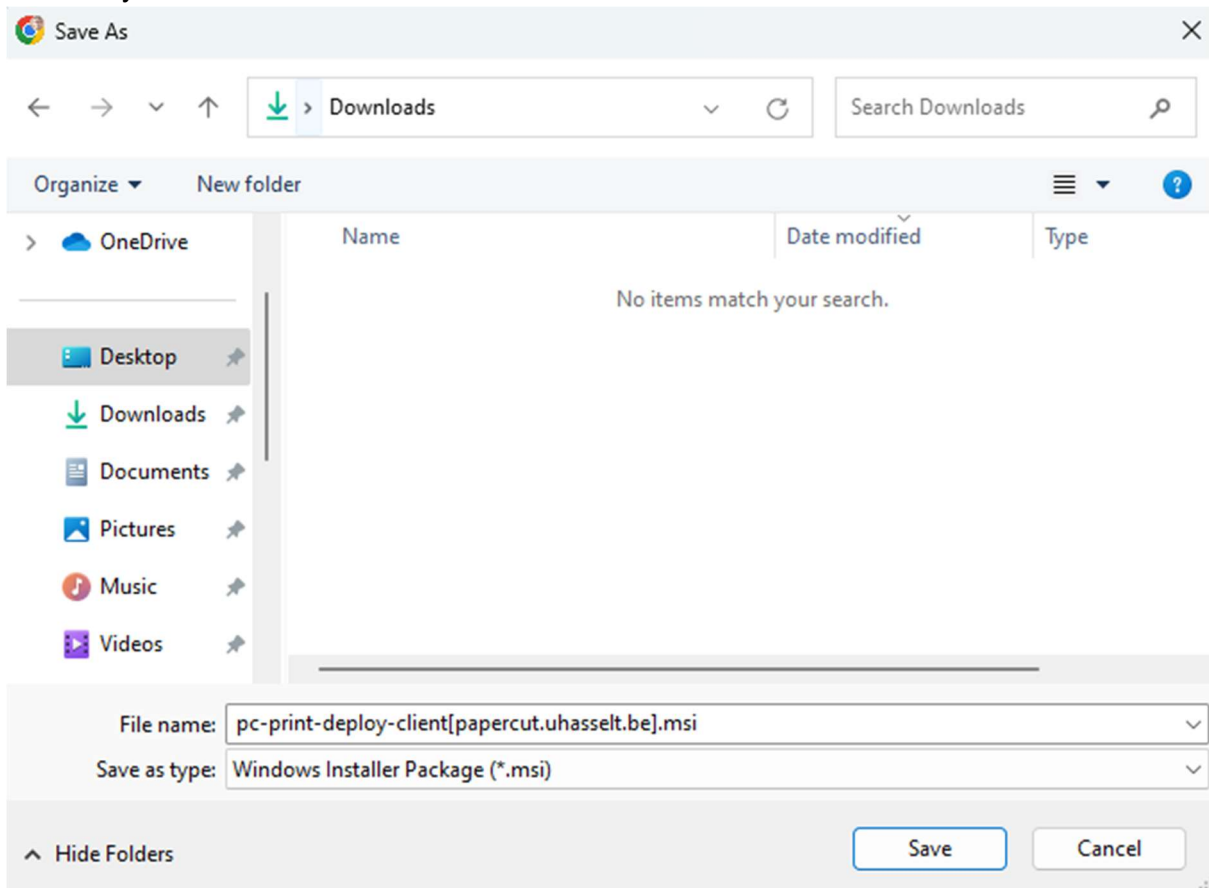 Save As
Downloads
Search Downloads
Organize
New folder
OneDrive
Name
Date modified
Type
No items match your search.
Desktop
Downloads
Documents
Pictures
Music
Videos
File name: pc-print-deploy-client[papercut.uhasselt.be].msi
Save as type: Windows Installer Package (*.msi)
Hide Folders
Save
Cancel